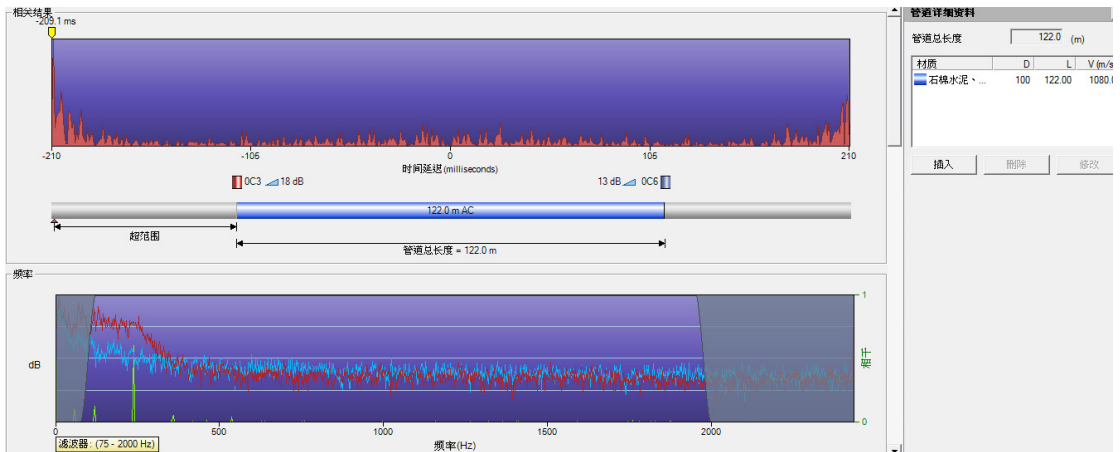 相关结果
-209.1 ms
-210
-105
0
106
210
时间延迟 (milliseconds)
0C3
18 dB
13 dB
0C6
122.0 m AC
超范围
管道总长度 = 122.0 m
频率
dB
1
相干
0
0
500
1000
1500
2000
滤波器: (75 - 2000 Hz)
频率(Hz)
管道详细资料
管道总长度 122.0 (m)
材质 D L V (m/s
石棉水泥、... 100 122.00 1080.0
插入 删除 修改